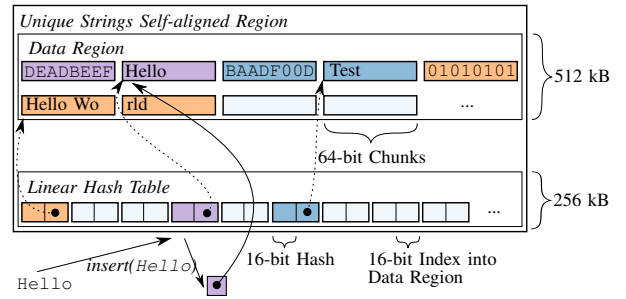 Unique Strings Self-aligned Region
Data Region
DEADBEEF Hello BAADF00D Test 01010101
512 kB
Hello Wo rld ...
64-bit Chunks
Linear Hash Table
256 kB
...
insert(Hello)
Hello
16-bit Hash
16-bit Index into
Data Region